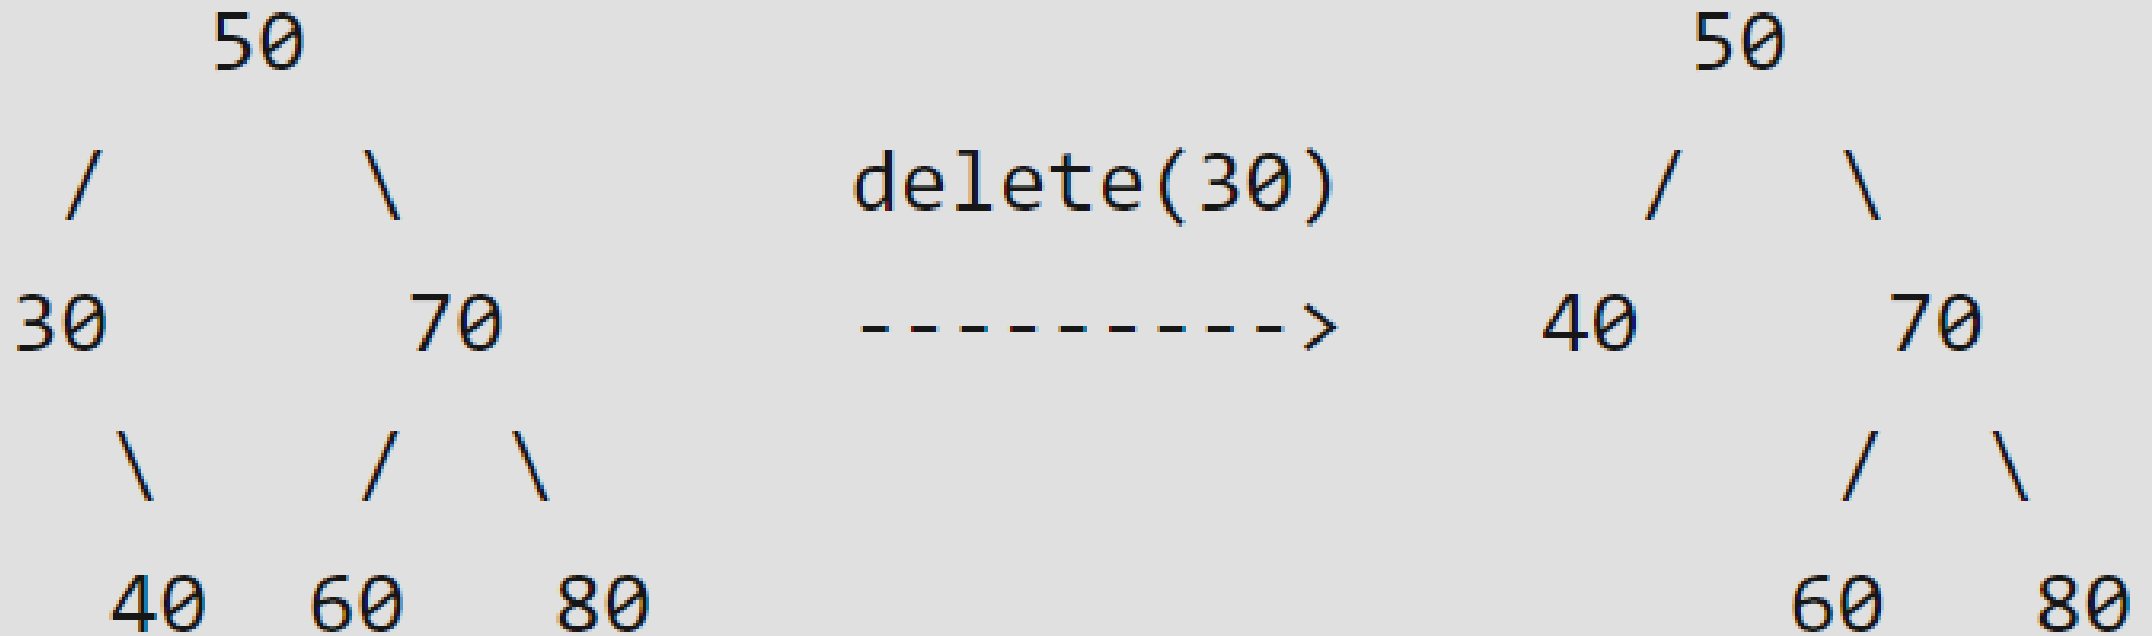 50                            50
/     \    delete(30)    /   \
30      70   --------->   40     70
\    /  \                     /  \
40  60   80                 60   80